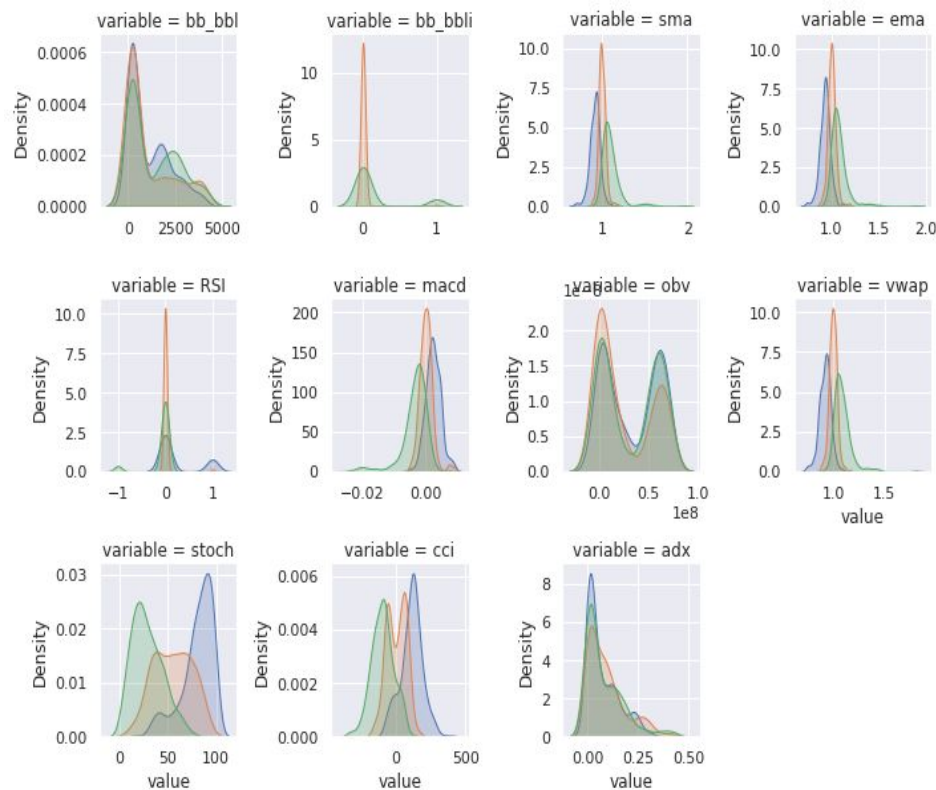 variable = bb_bbl
variable = bb_bbli
variable = sma
variable = ema
Density
0.0006
0.0004
0.0002
0.0000
0
2500
5000
Density
10
5
0
0
1
Density
10.0
7.5
5.0
2.5
0.0
1
2
Density
10.0
7.5
5.0
2.5
0.0
1.0
1.5
2.0
variable = RSI
variable = macd
1e−8
variable = obv
variable = vwap
Density
10.0
7.5
5.0
2.5
0.0
−1
0
1
Density
200
150
100
50
0
−0.02
0.00
Density
2.0
1.5
1.0
0.5
0.0
0.0
0.5
1.0
1e8
Density
10.0
7.5
5.0
2.5
0.0
1.0
1.5
value
variable = stoch
variable = cci
variable = adx
Density
0.03
0.02
0.01
0.00
0
50
100
value
Density
0.006
0.004
0.002
0.000
0
500
value
Density
8
6
4
2
0
0.00
0.25
0.50
value